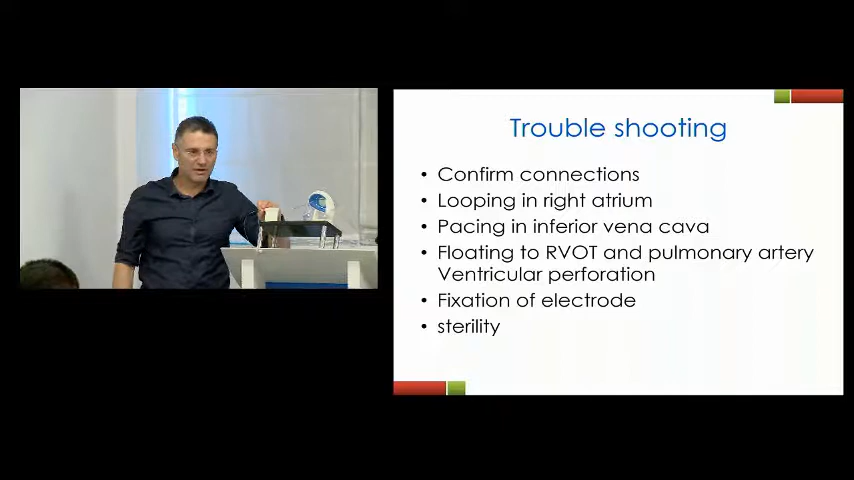 Trouble shooting
• Confirm connections
• Looping in right atrium
• Pacing in inferior vena cava
• Floating to RVOT and pulmonary artery
Ventricular perforation
• Fixation of electrode
• sterility